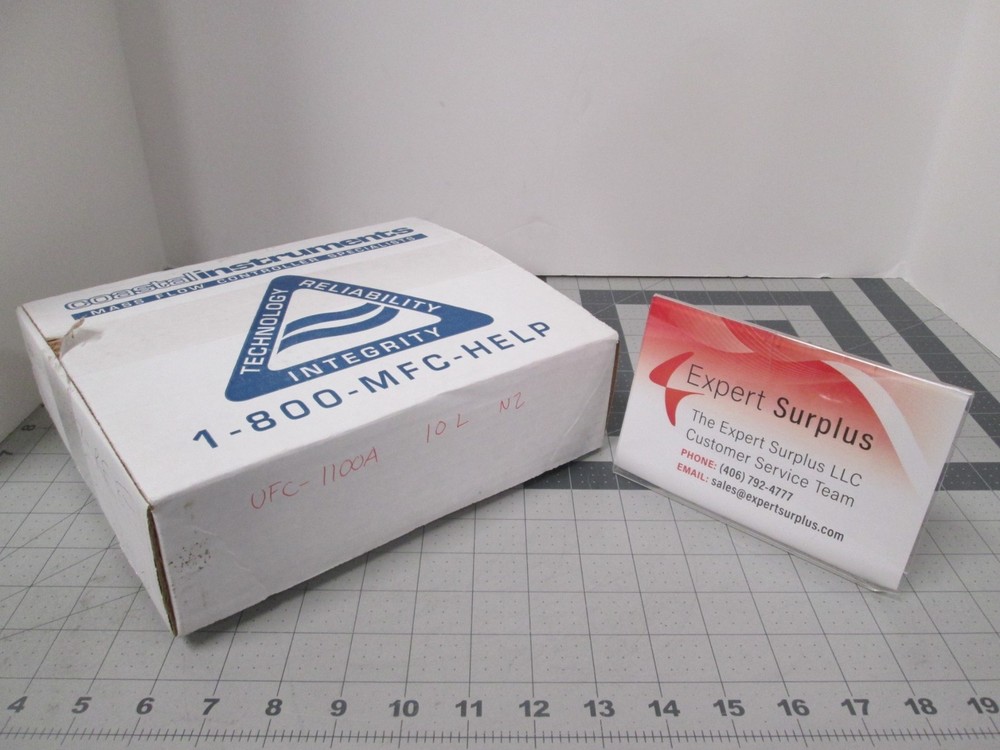 coastalinstruments
MASS FLOW CONTROLLER SPECIALISTS
TECHNOLOGY
RELIABILITY
INTEGRITY
1-800-MFC-HELP
UFC-1100A 10L N2
Expert Surplus
The Expert Surplus LLC
Customer Service Team
PHONE: (406) 792-4777
EMAIL: sales@expertsurplus.com
4 5 6 7 8 9 10 11 12 13 14 15 16 17 18 19